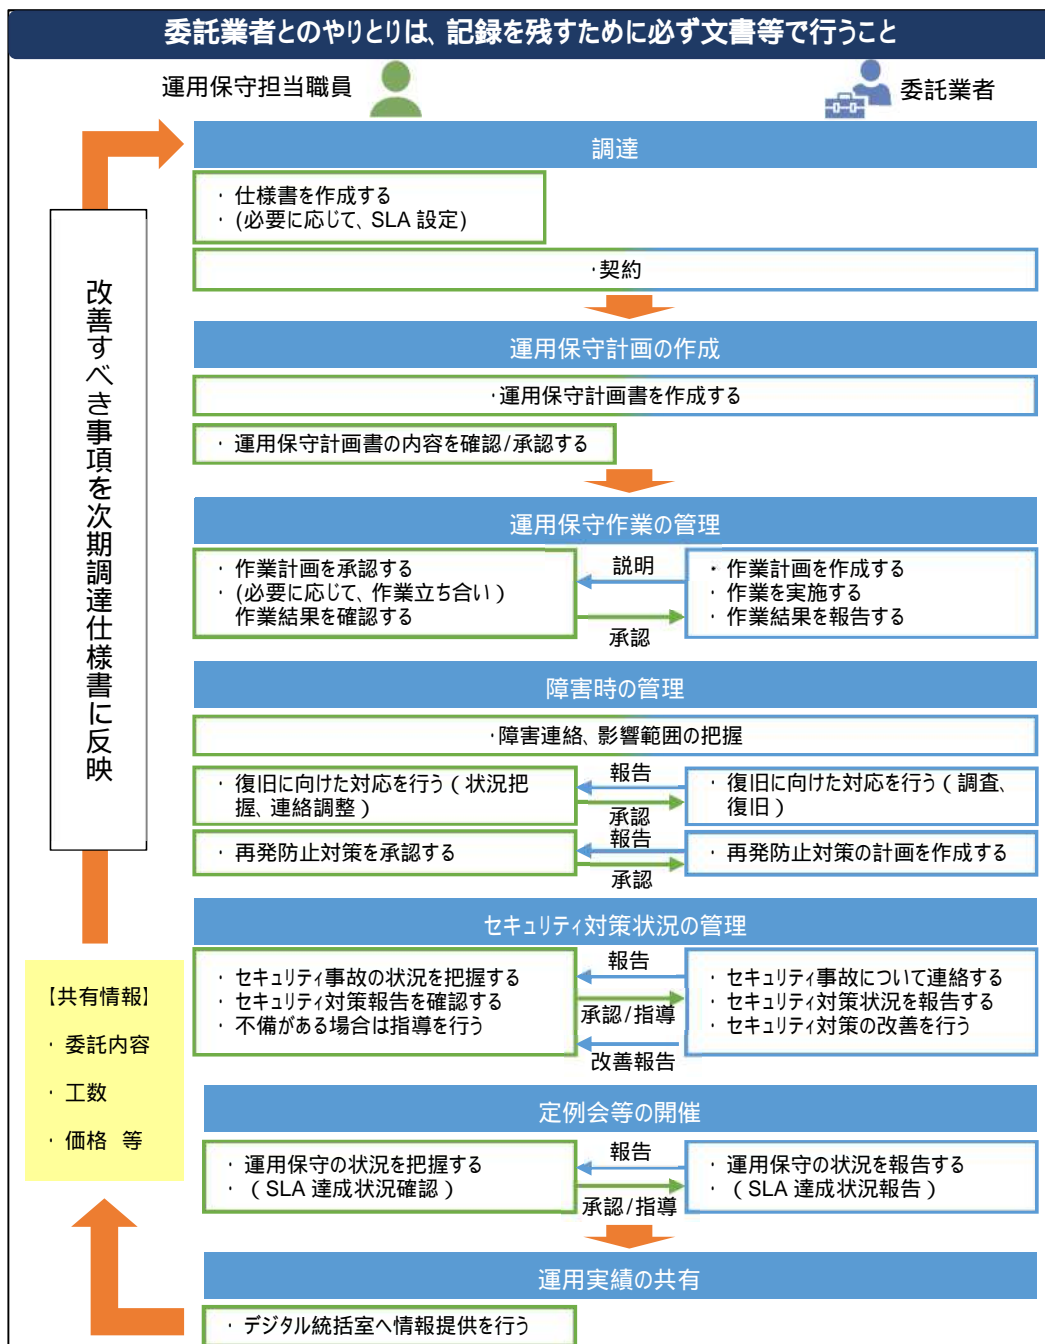 委託業者とのやりとりは、記録を残すために必ず文書等で行うこと
運用保守担当職員
委託業者
調達
・仕様書を作成する
・(必要に応じて、SLA 設定)
・契約
運用保守計画の作成
・運用保守計画書を作成する
・運用保守計画書の内容を確認/承認する
運用保守作業の管理
・作業計画を承認する
・(必要に応じて、作業立ち合い)
作業結果を確認する
説明
承認
・作業計画を作成する
・作業を実施する
・作業結果を報告する
障害時の管理
・障害連絡、影響範囲の把握
・復旧に向けた対応を行う(状況把
握、連絡調整)
報告
承認
・復旧に向けた対応を行う(調査、
復旧)
・再発防止対策を承認する
報告
承認
・再発防止対策の計画を作成する
セキュリティ対策状況の管理
・セキュリティ事故の状況を把握する
・セキュリティ対策報告を確認する
・不備がある場合は指導を行う
報告
承認/指導
改善報告
・セキュリティ事故について連絡する
・セキュリティ対策状況を報告する
・セキュリティ対策の改善を行う
定例会等の開催
・運用保守の状況を把握する
・(SLA 達成状況確認)
報告
承認/指導
・運用保守の状況を報告する
・(SLA 達成状況報告)
運用実績の共有
・デジタル統括室へ情報提供を行う
【共有情報】
・委託内容
・工数
・価格 等
改善すべき事項を次期調達仕様書に反映